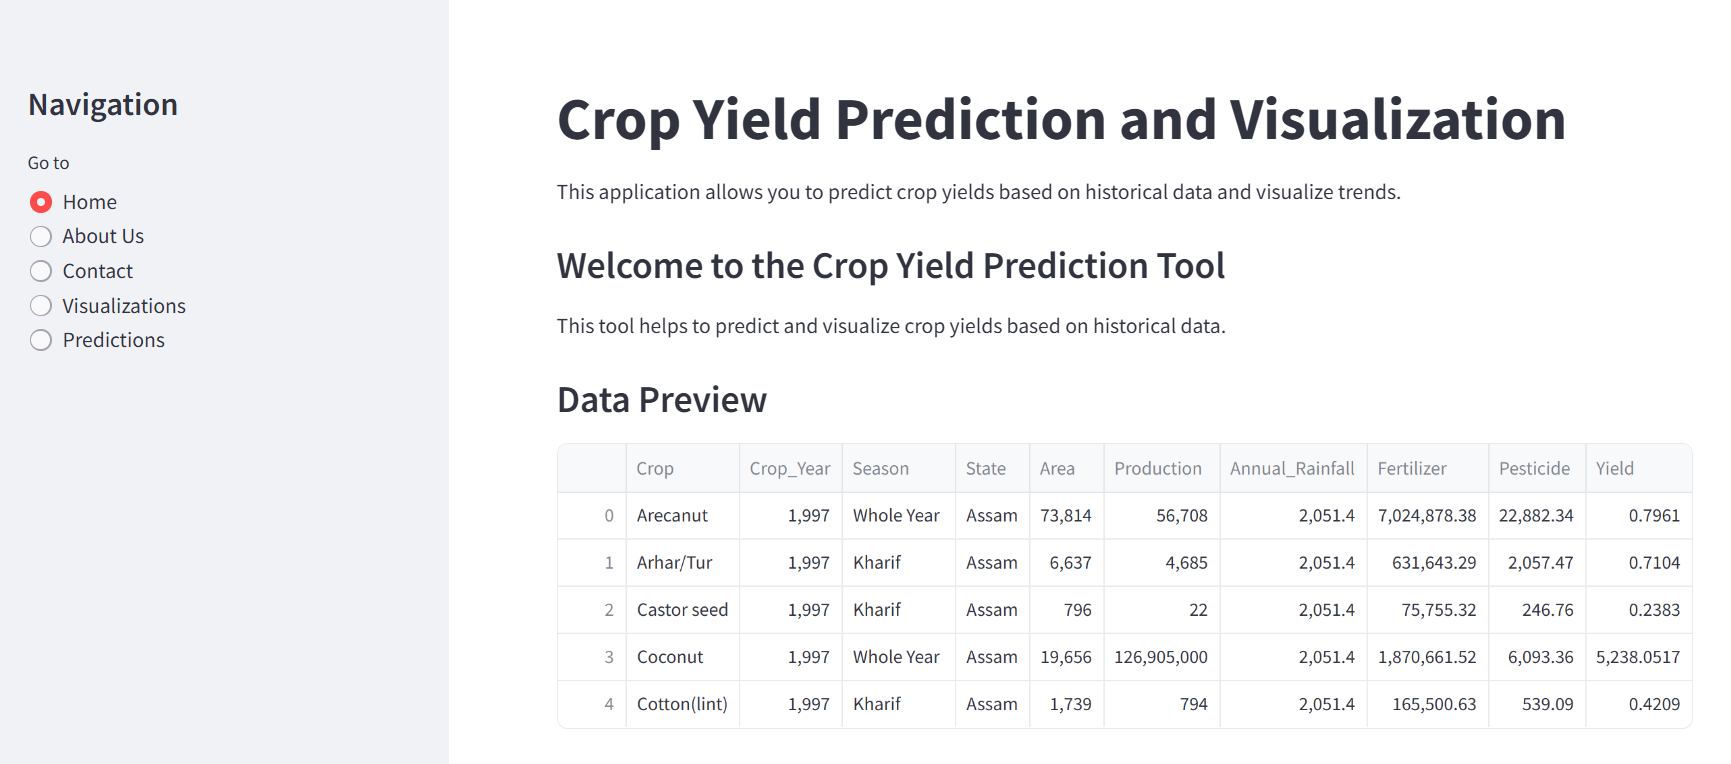 Navigation
Go to
Home
About Us
Contact
Visualizations
Predictions
Crop Yield Prediction and Visualization
This application allows you to predict crop yields based on historical data and visualize trends.
Welcome to the Crop Yield Prediction Tool
This tool helps to predict and visualize crop yields based on historical data.
Data Preview
Crop Crop_Year Season State Area Production Annual_Rainfall Fertilizer Pesticide Yield
0 Arecanut 1,997 Whole Year Assam 73,814 56,708 2,051.4 7,024,878.38 22,882.34 0.7961
1 Arhar/Tur 1,997 Kharif Assam 6,637 4,685 2,051.4 631,643.29 2,057.47 0.7104
2 Castor seed 1,997 Kharif Assam 796 22 2,051.4 75,755.32 246.76 0.2383
3 Coconut 1,997 Whole Year Assam 19,656 126,905,000 2,051.4 1,870,661.52 6,093.36 5,238.0517
4 Cotton(lint) 1,997 Kharif Assam 1,739 794 2,051.4 165,500.63 539.09 0.4209